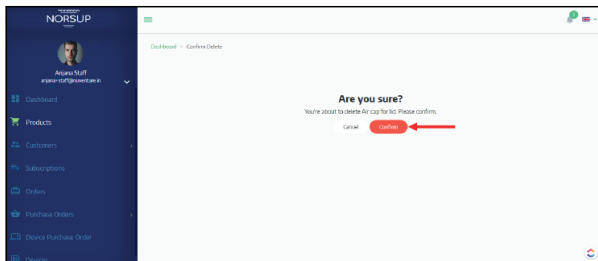 NORSUP
Anjana Staff
anjana-staff@nuventure.in
Dashboard
Products
Customers
Subscriptions
Orders
Purchase Orders
Device Purchase Order
Devices
Dashboard > Confirm Delete
Are you sure?
You're about to delete Air cap for lid. Please confirm.
Cancel
Confirm